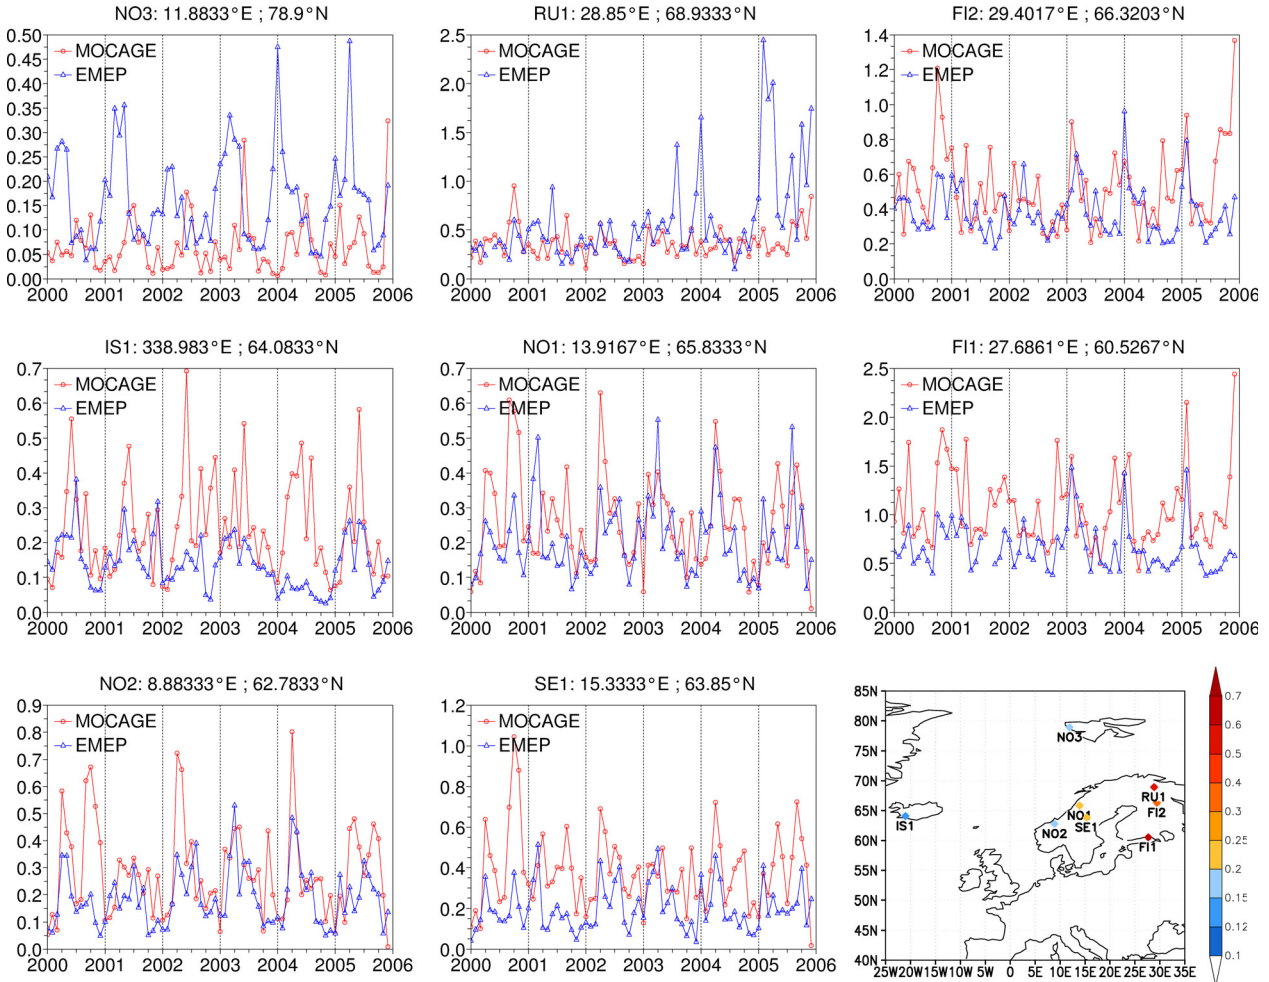 NO3: 11.8833°E ; 78.9°N
0.50
0.45
0.40
0.35
0.30
0.25
0.20
0.15
0.10
0.05
0.00
MOCAGE
EMEP
2000 2001 2002 2003 2004 2005 2006
RU1: 28.85°E ; 68.9333°N
2.5
2.0
1.5
1.0
0.5
0.0
MOCAGE
EMEP
2000 2001 2002 2003 2004 2005 2006
FI2: 29.4017°E ; 66.3203°N
1.4
1.2
1.0
0.8
0.6
0.4
0.2
0.0
MOCAGE
EMEP
2000 2001 2002 2003 2004 2005 2006
IS1: 338.983°E ; 64.0833°N
0.7
0.6
0.5
0.4
0.3
0.2
0.1
0.0
MOCAGE
EMEP
2000 2001 2002 2003 2004 2005 2006
NO1: 13.9167°E ; 65.8333°N
0.7
0.6
0.5
0.4
0.3
0.2
0.1
0.0
MOCAGE
EMEP
2000 2001 2002 2003 2004 2005 2006
FI1: 27.6861°E ; 60.5267°N
2.5
2.0
1.5
1.0
0.5
0.0
MOCAGE
EMEP
2000 2001 2002 2003 2004 2005 2006
NO2: 8.88333°E ; 62.7833°N
0.9
0.8
0.7
0.6
0.5
0.4
0.3
0.2
0.1
0.0
MOCAGE
EMEP
2000 2001 2002 2003 2004 2005 2006
SE1: 15.3333°E ; 63.85°N
1.2
1.0
0.8
0.6
0.4
0.2
0.0
MOCAGE
EMEP
2000 2001 2002 2003 2004 2005 2006
85N
80N
75N
70N
65N
60N
55N
50N
45N
40N
25W 20W 15W 10W 5W 0 5E 10E 15E 20E 25E 30E 35E
NO3
RU1
FI2
NO1
SE1
IS1
NO2
FI1
0.7
0.6
0.5
0.4
0.3
0.25
0.2
0.15
0.12
0.1